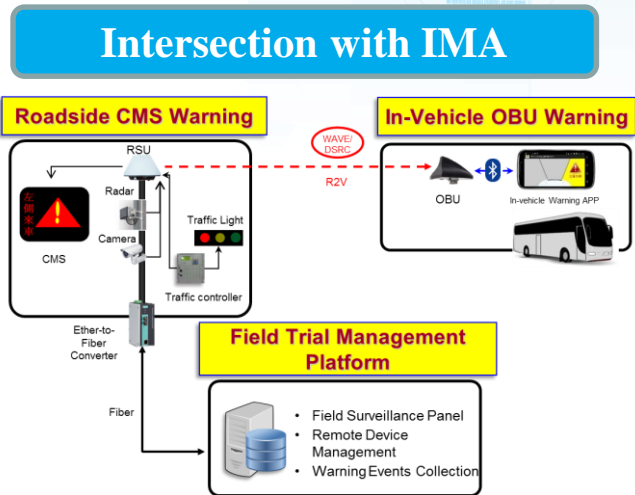 Intersection with IMA
Roadside CMS Warning
In-Vehicle OBU Warning
RSU
WAVE/
DSRC
R2V
Radar
左側來車
Camera
Traffic Light
CMS
Traffic controller
OBU
In-vehicle Warning APP
Ether-to-
Fiber
Converter
Field Trial Management
Platform
Fiber
• Field Surveillance Panel
• Remote Device
Management
• Warning Events Collection